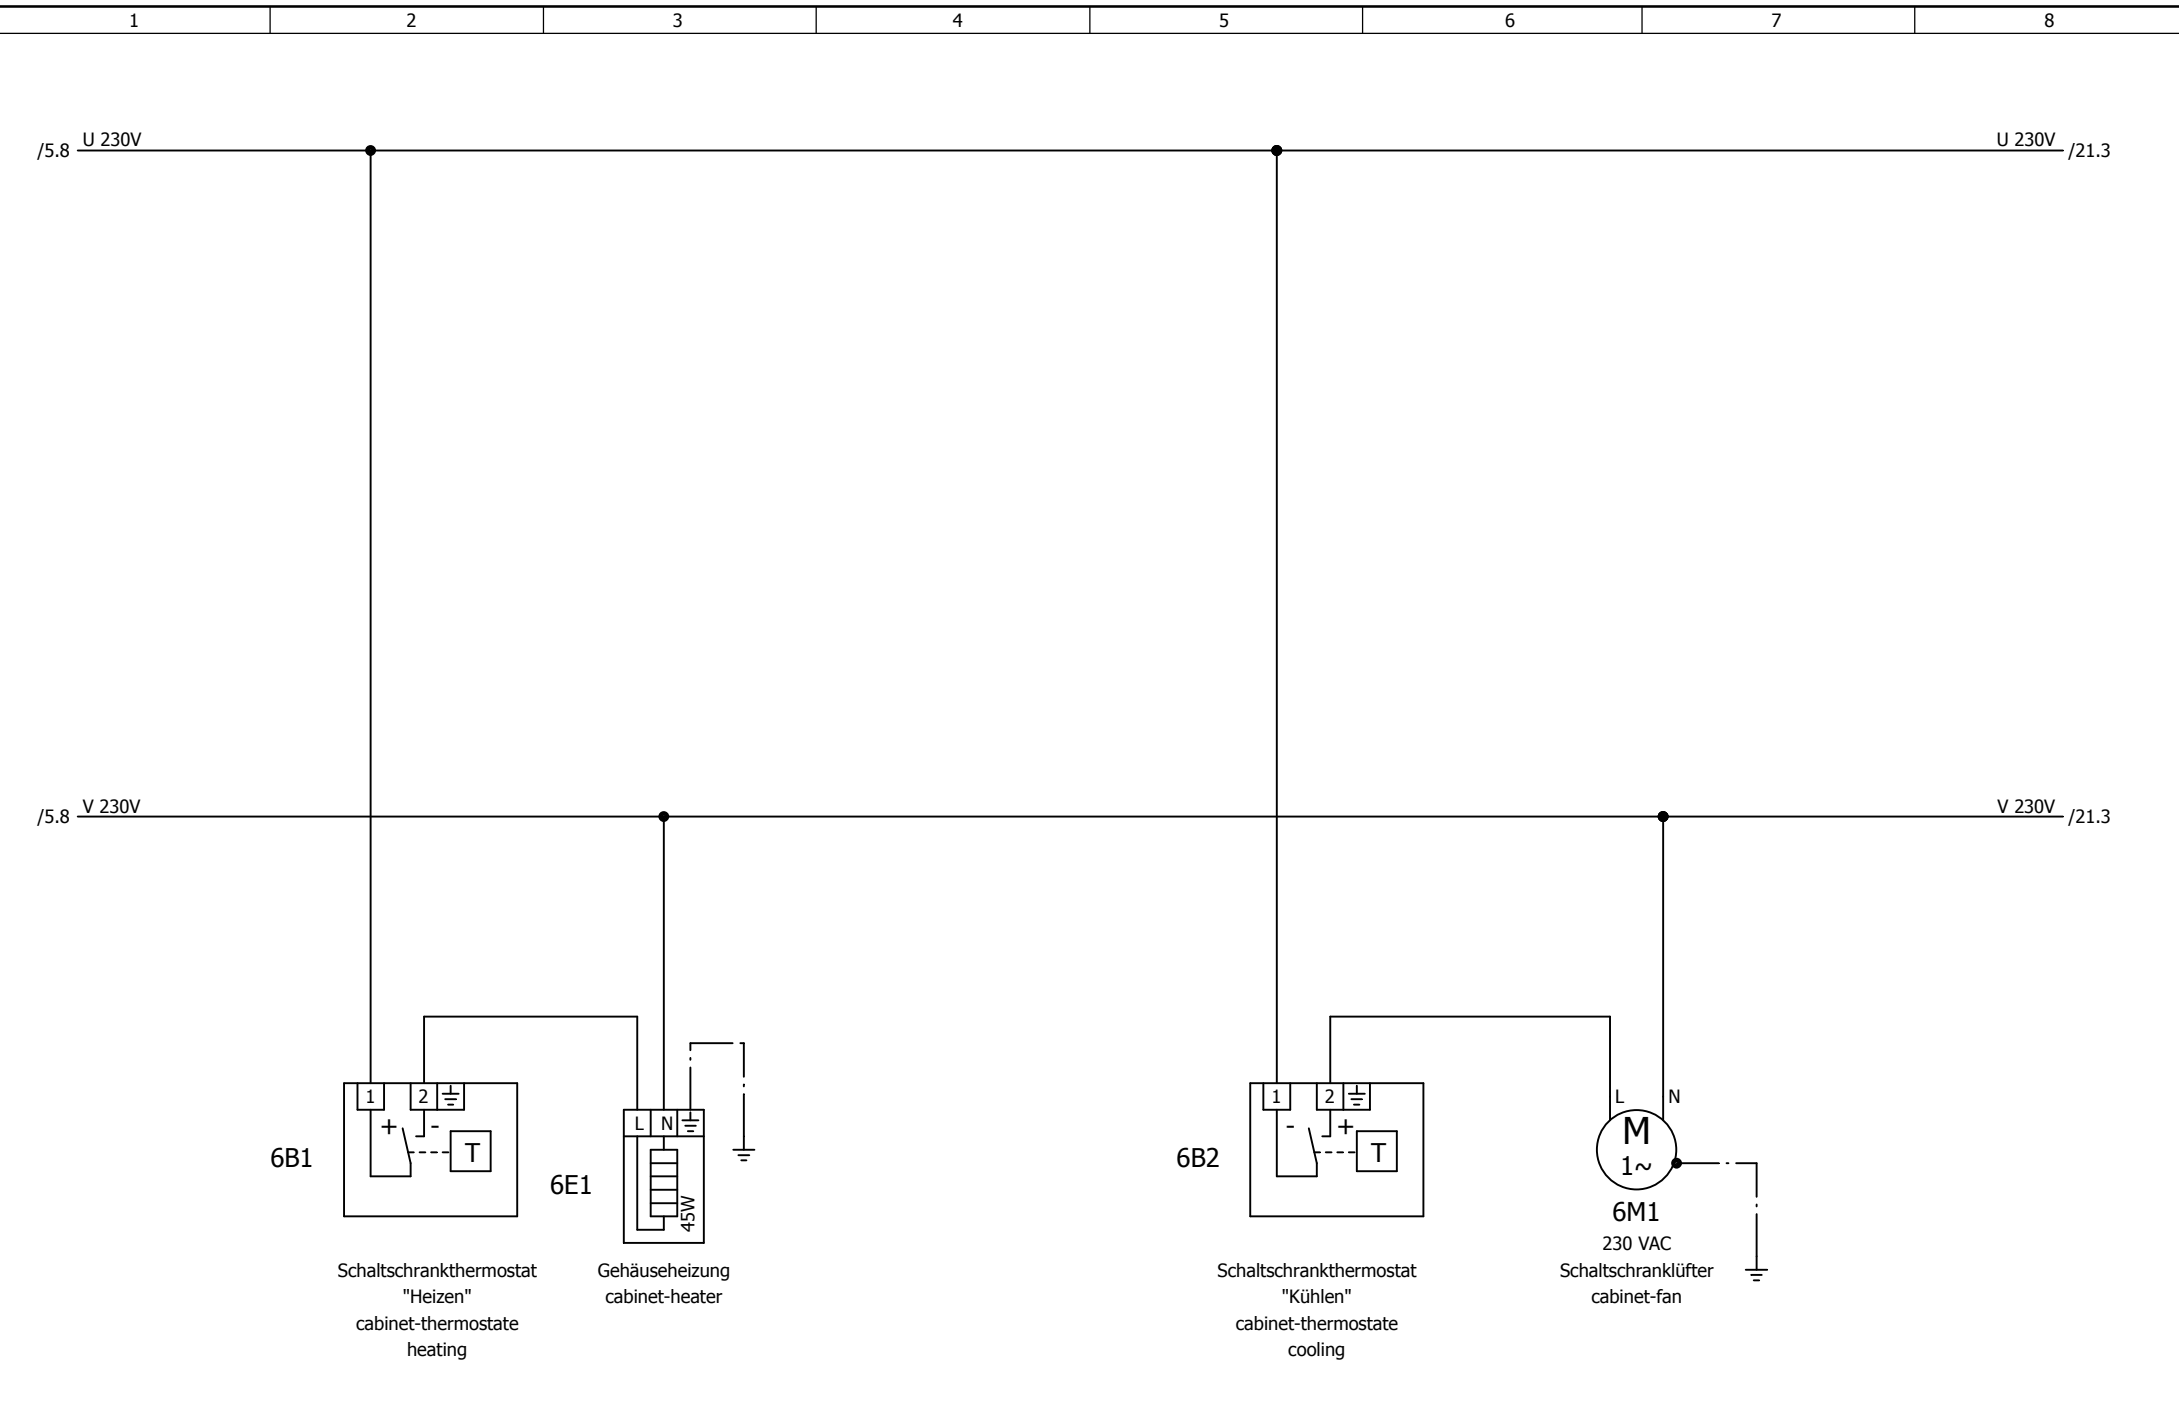 1 2 3 4 5 6 7 8
/5.8 U 230V U 230V /21.3
/5.8 V 230V V 230V /21.3
1 2
+ -
T
6B1
L N
45W
6E1
1 2
- +
T
6B2
L N
M
1~
6M1
230 VAC
Schaltschrankthermostat
"Heizen"
cabinet-thermostate
heating
Gehäuseheizung
cabinet-heater
Schaltschrankthermostat
"Kühlen"
cabinet-thermostate
cooling
Schaltschranklüfter
cabinet-fan